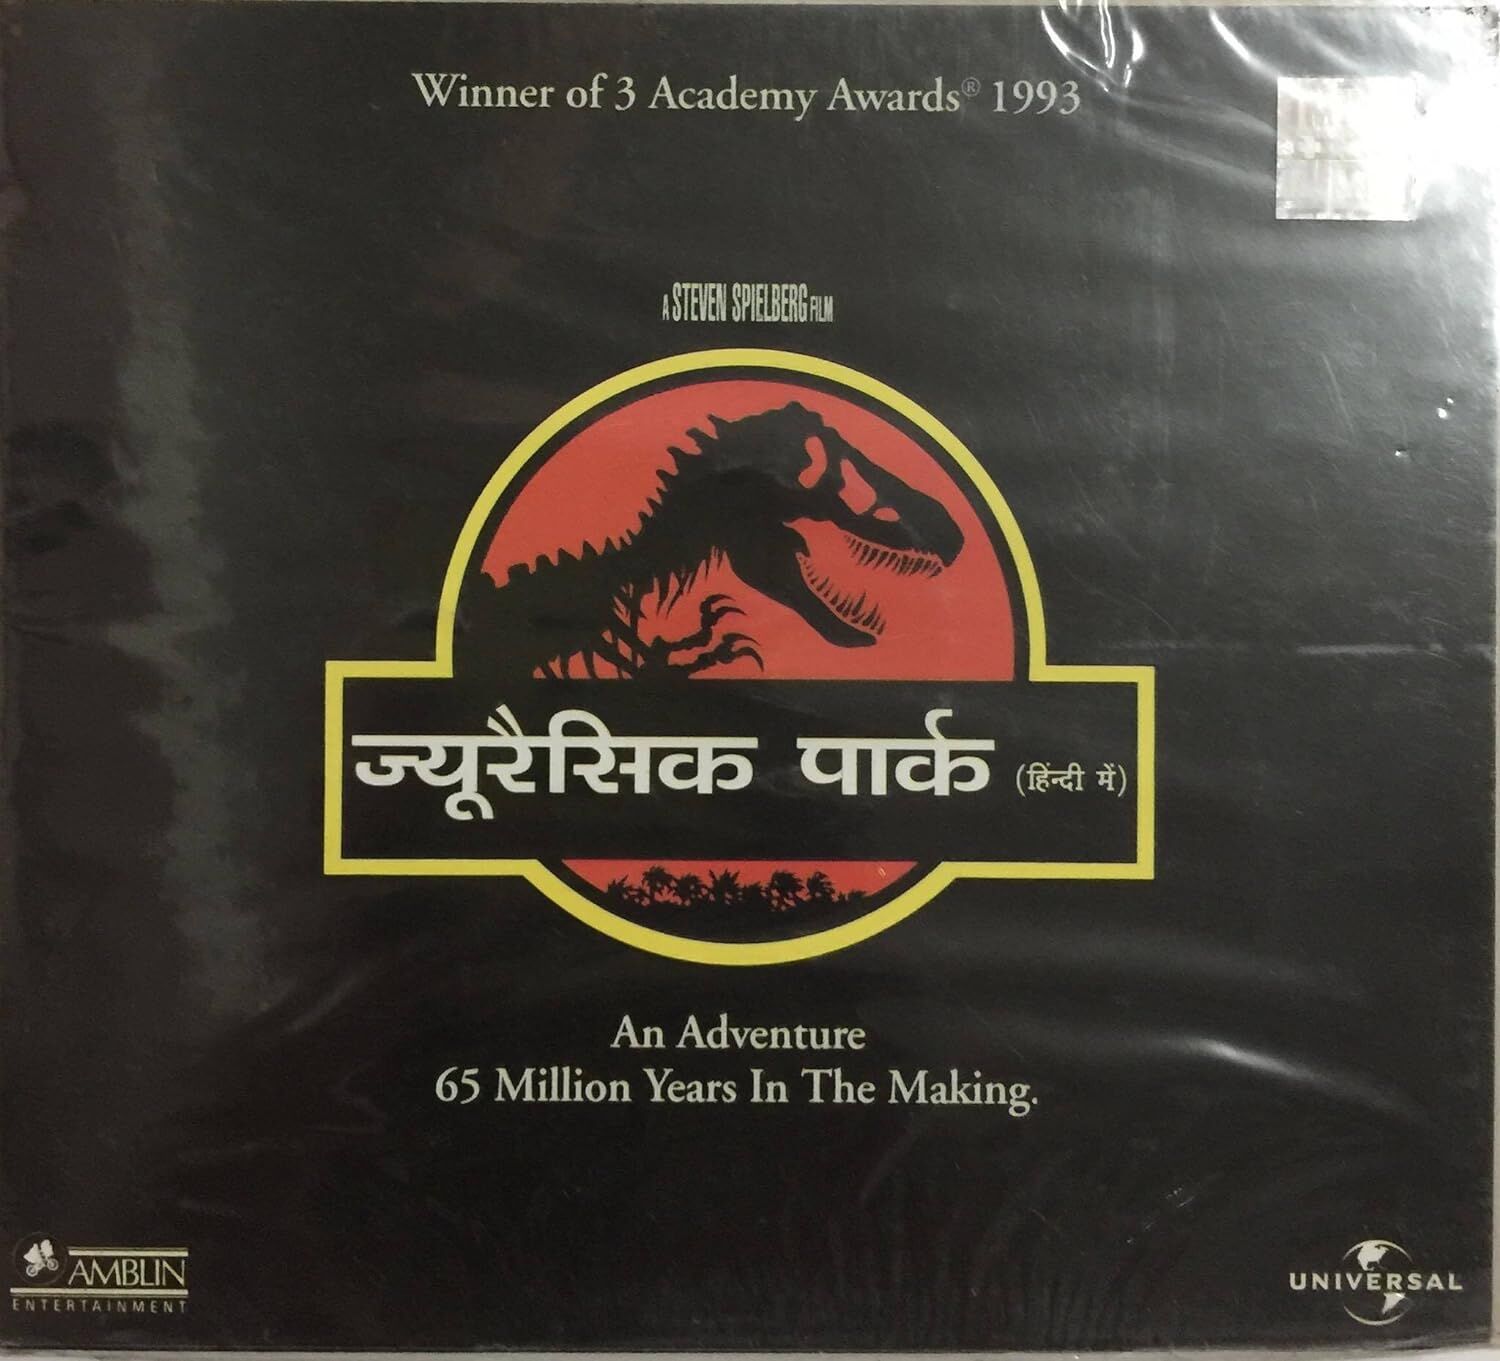 Winner of 3 Academy Awards® 1993
A STEVEN SPIELBERG FILM
ज्यूरैसिक पार्क (हिंन्दी में)
An Adventure
65 Million Years In The Making.
AMBLIN
ENTERTAINMENT
UNIVERSAL